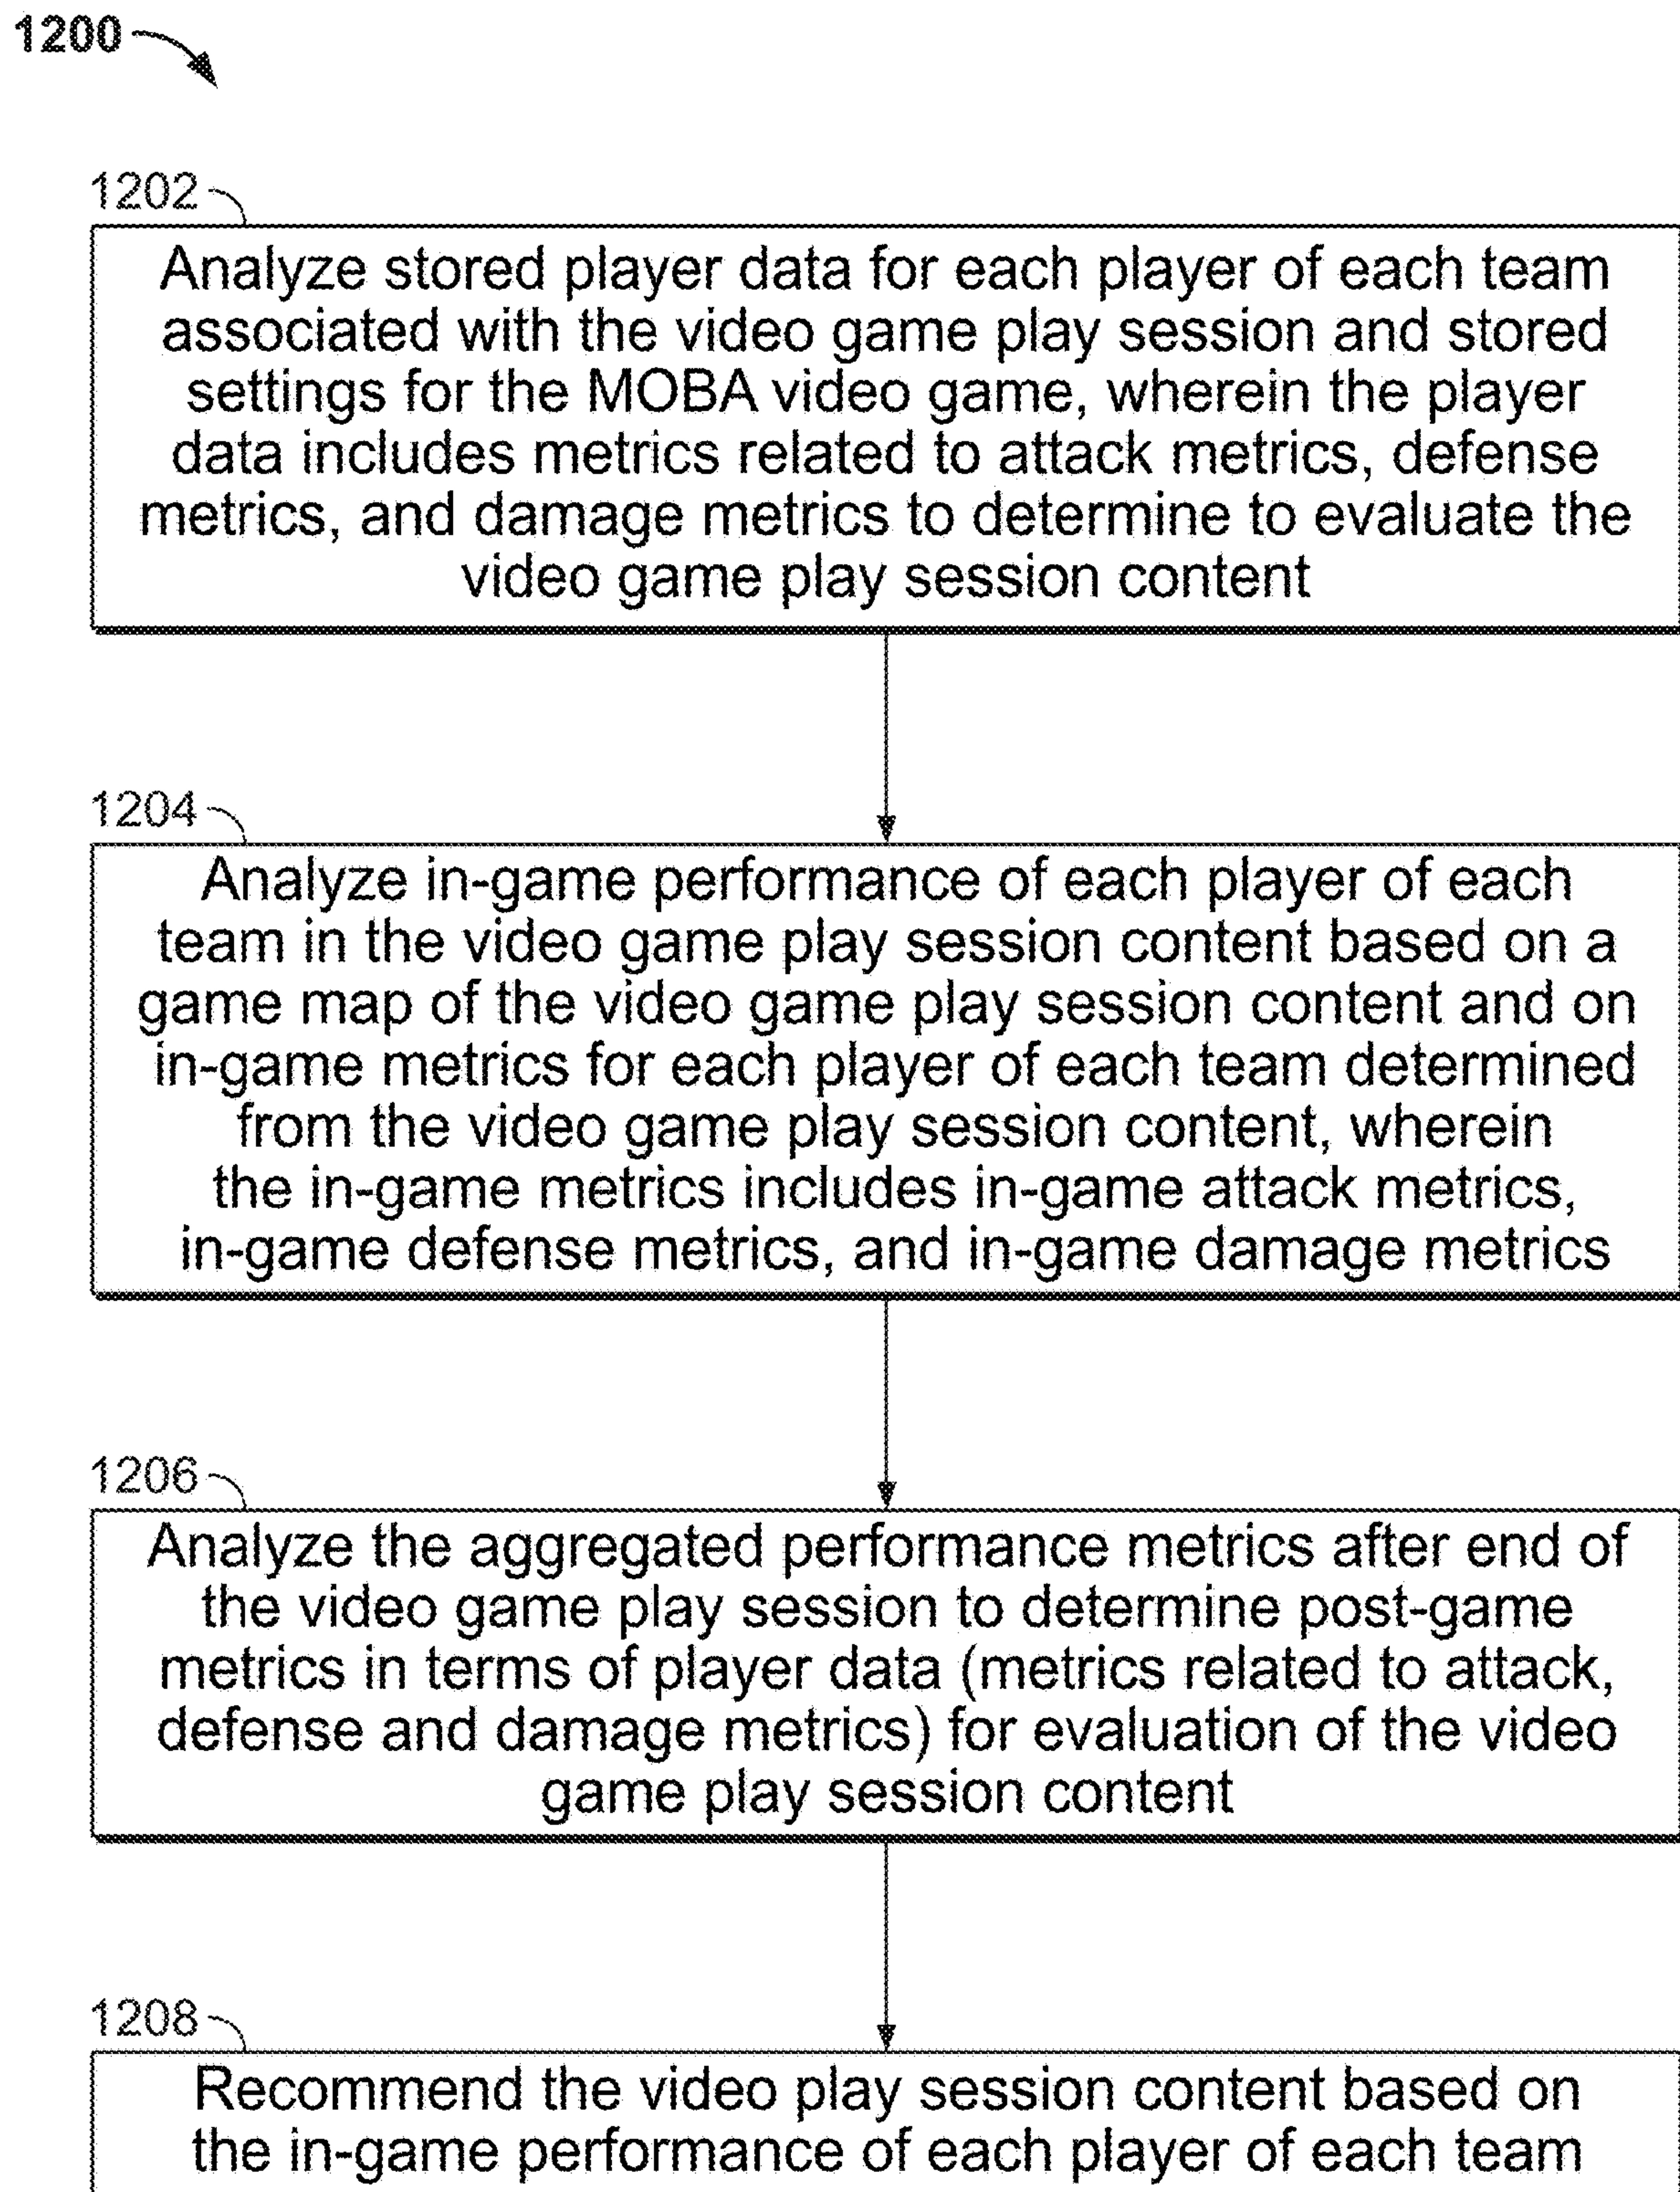 1200
1202
Analyze stored player data for each player of each team
associated with the video game play session and stored
settings for the MOBA video game, wherein the player
data includes metrics related to attack metrics, defense
metrics, and damage metrics to determine to evaluate the
video game play session content
1204
Analyze in-game performance of each player of each
team in the video game play session content based on a
game map of the video game play session content and on
in-game metrics for each player of each team determined
from the video game play session content, wherein
the in-game metrics includes in-game attack metrics,
in-game defense metrics, and in-game damage metrics
1206
Analyze the aggregated performance metrics after end of
the video game play session to determine post-game
metrics in terms of player data (metrics related to attack,
defense and damage metrics) for evaluation of the video
game play session content
1208
Recommend the video play session content based on
the in-game performance of each player of each team